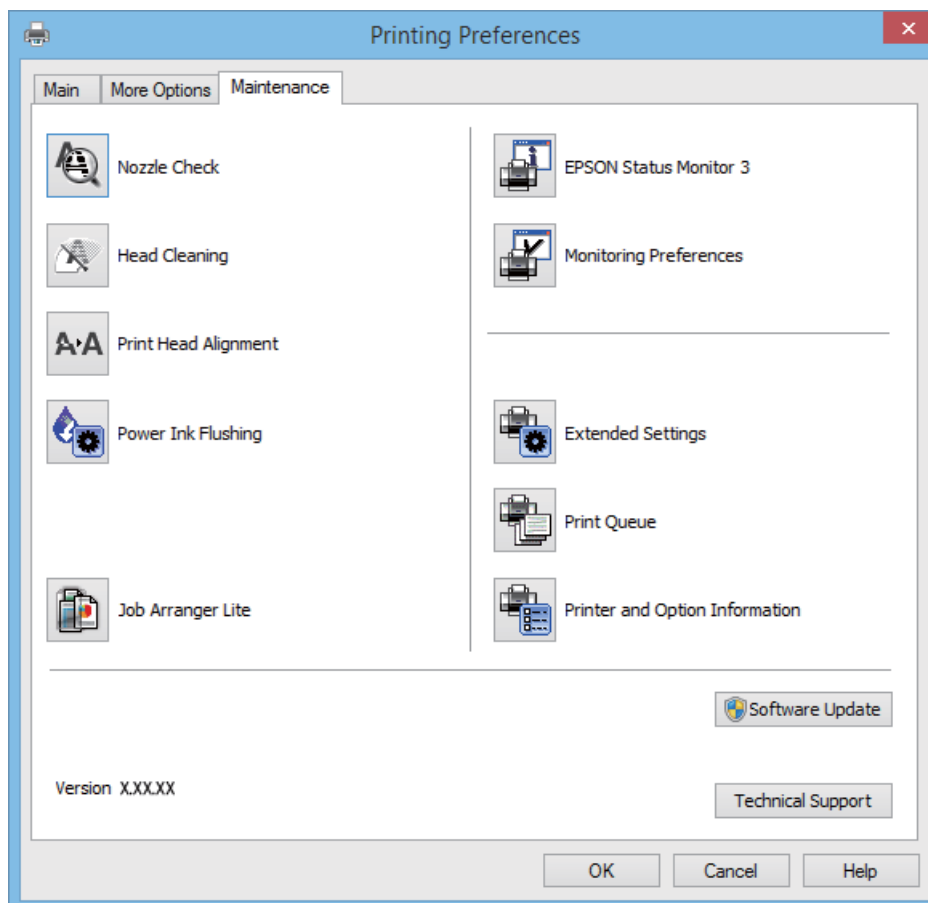 Printing Preferences
Main
More Options
Maintenance
Nozzle Check
Head Cleaning
Print Head Alignment
Power Ink Flushing
Job Arranger Lite
EPSON Status Monitor 3
Monitoring Preferences
Extended Settings
Print Queue
Printer and Option Information
Software Update
Version X.XX.XX
Technical Support
OK
Cancel
Help